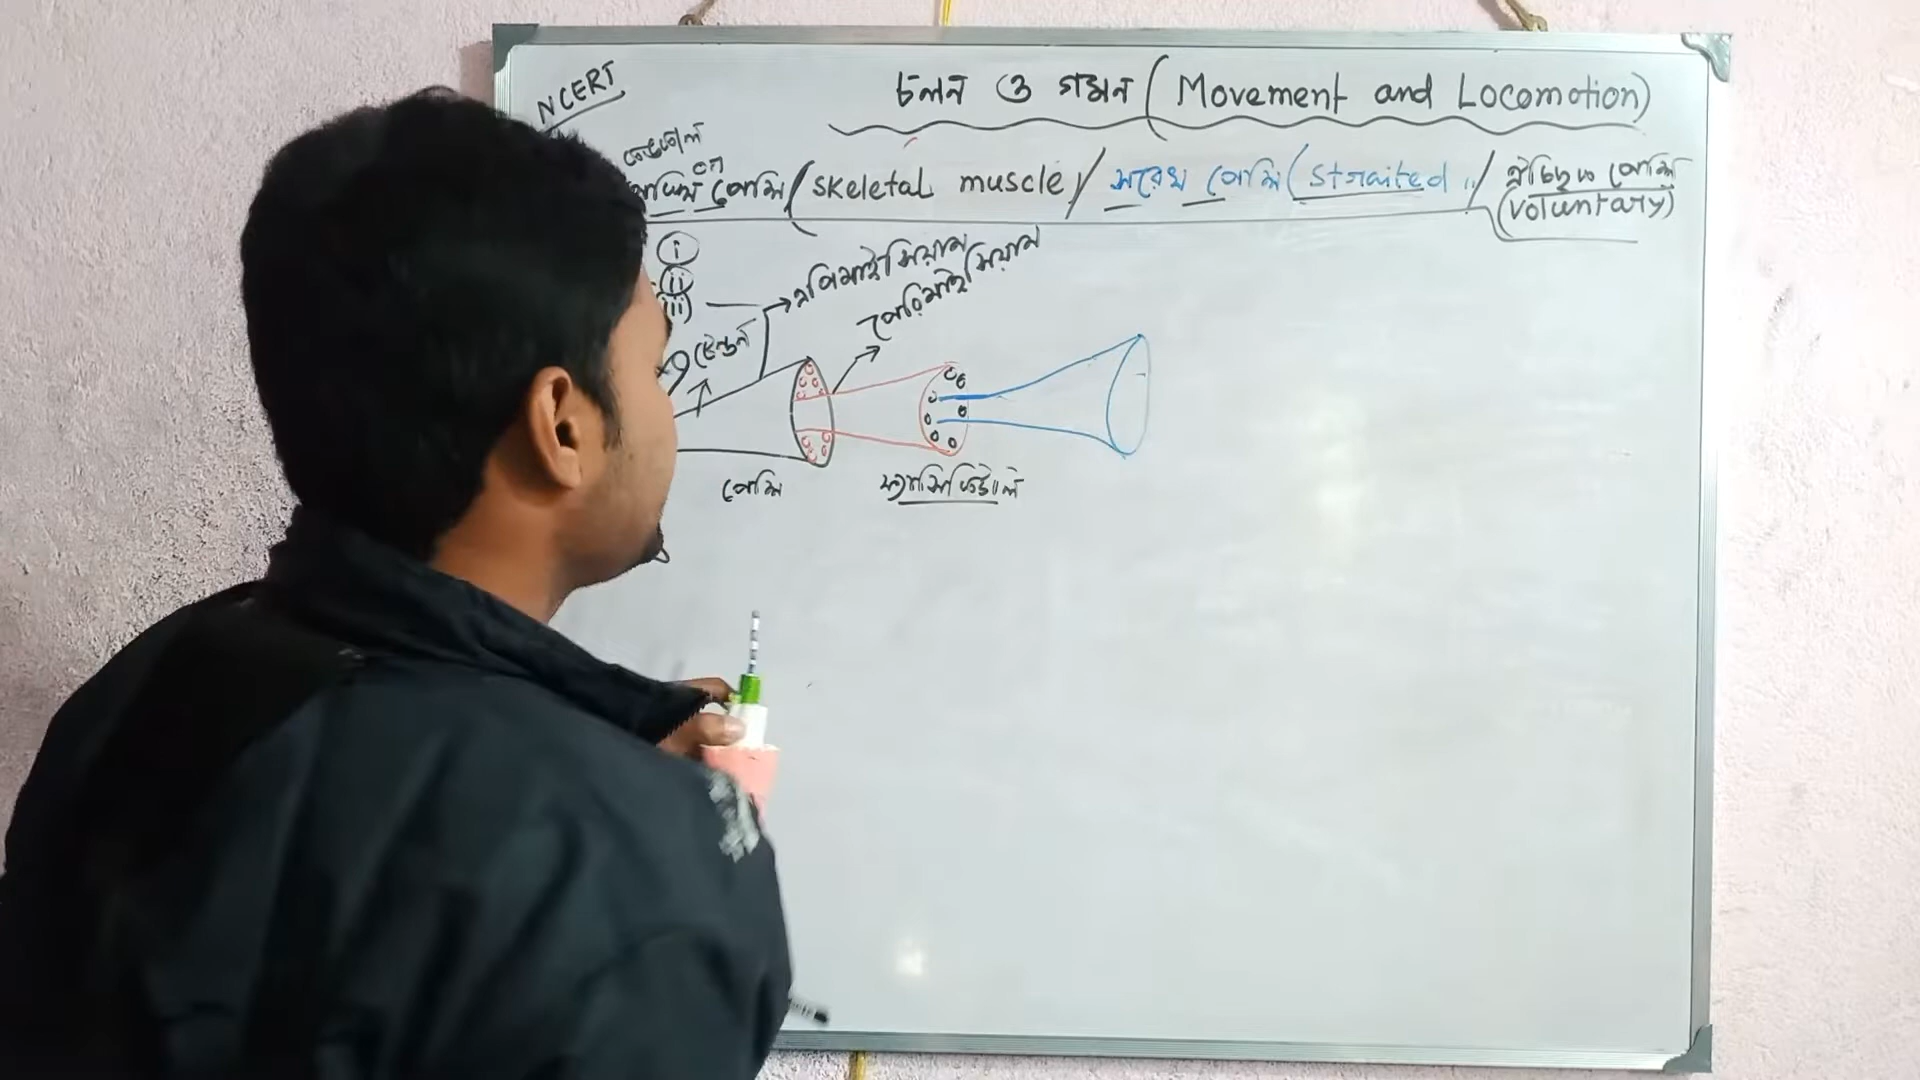 NCERT
চলন ও গমন (Movement and Locomotion)
পেশি (skeletal muscle) / সরেখ পেশি (straited ,, / ঐচ্ছিক পেশি
(voluntary)
i
ii
iii
এপিমাইসিয়াম
পেরিমাইসিয়াম
টেন্ডন
পেশি
ফ্যাসিকিউল